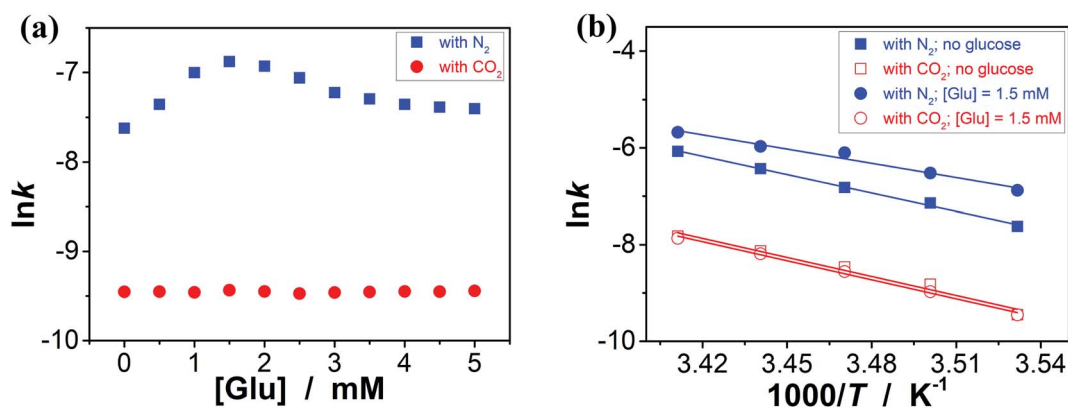 (a)
with N₂
with CO₂
-7
-8
-9
-10
lnk
0 1 2 3 4 5
[Glu] / mM
(b)
with N₂; no glucose
with CO₂; no glucose
with N₂; [Glu] = 1.5 mM
with CO₂; [Glu] = 1.5 mM
-4
-6
-8
-10
lnk
3.42 3.45 3.48 3.51 3.54
1000/T / K⁻¹